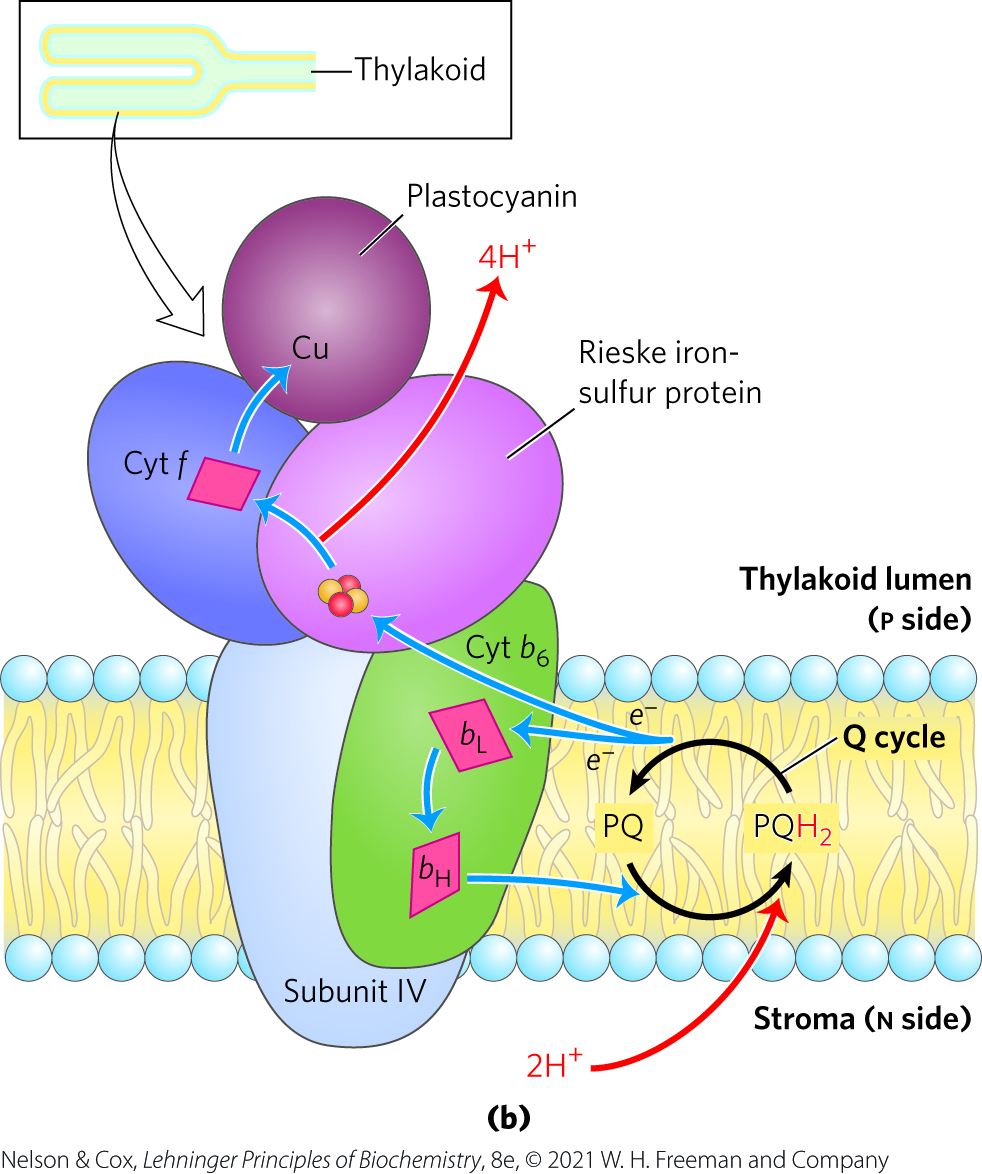 Thylakoid
Plastocyanin
4H⁺
Cu
Rieske iron-
sulfur protein
Cyt f
Thylakoid lumen
(P side)
Cyt b₆
e⁻
bL
e⁻
Q cycle
PQ
PQH₂
bH
Subunit IV
Stroma (N side)
2H⁺
(b)
Nelson & Cox, Lehninger Principles of Biochemistry, 8e, © 2021 W. H. Freeman and Company